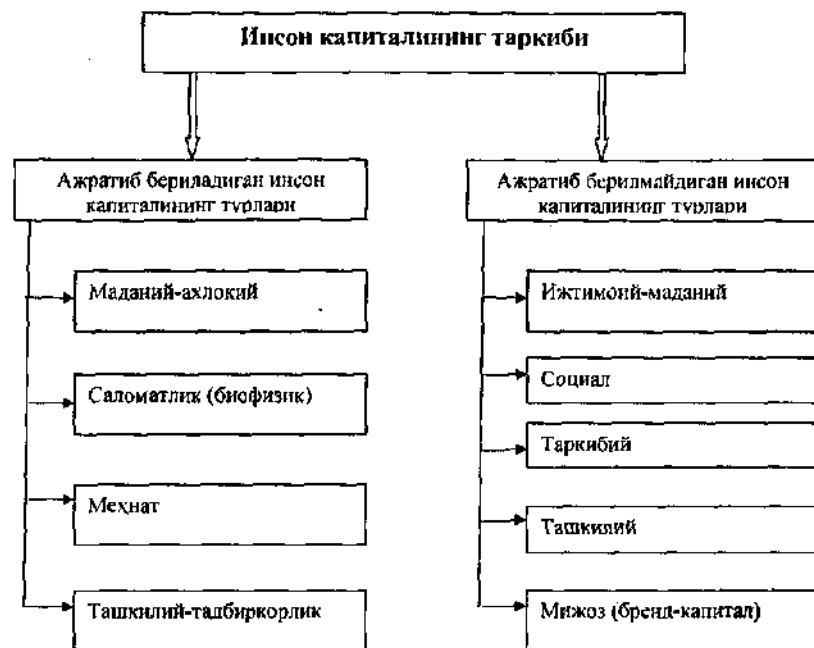 Инсон капиталининг таркиби
Ажратиб бериладиган инсон
капиталининг турлари
Маданий-ахлокий
Саломатлик (биофизик)
Меҳнат
Ташкилий-тадбиркорлик
Ажратиб берилмайдиган инсон
капиталининг турлари
Ижтимоий-маданий
Социал
Таркибий
Ташкилий
Мижоз (бренд-капитал)